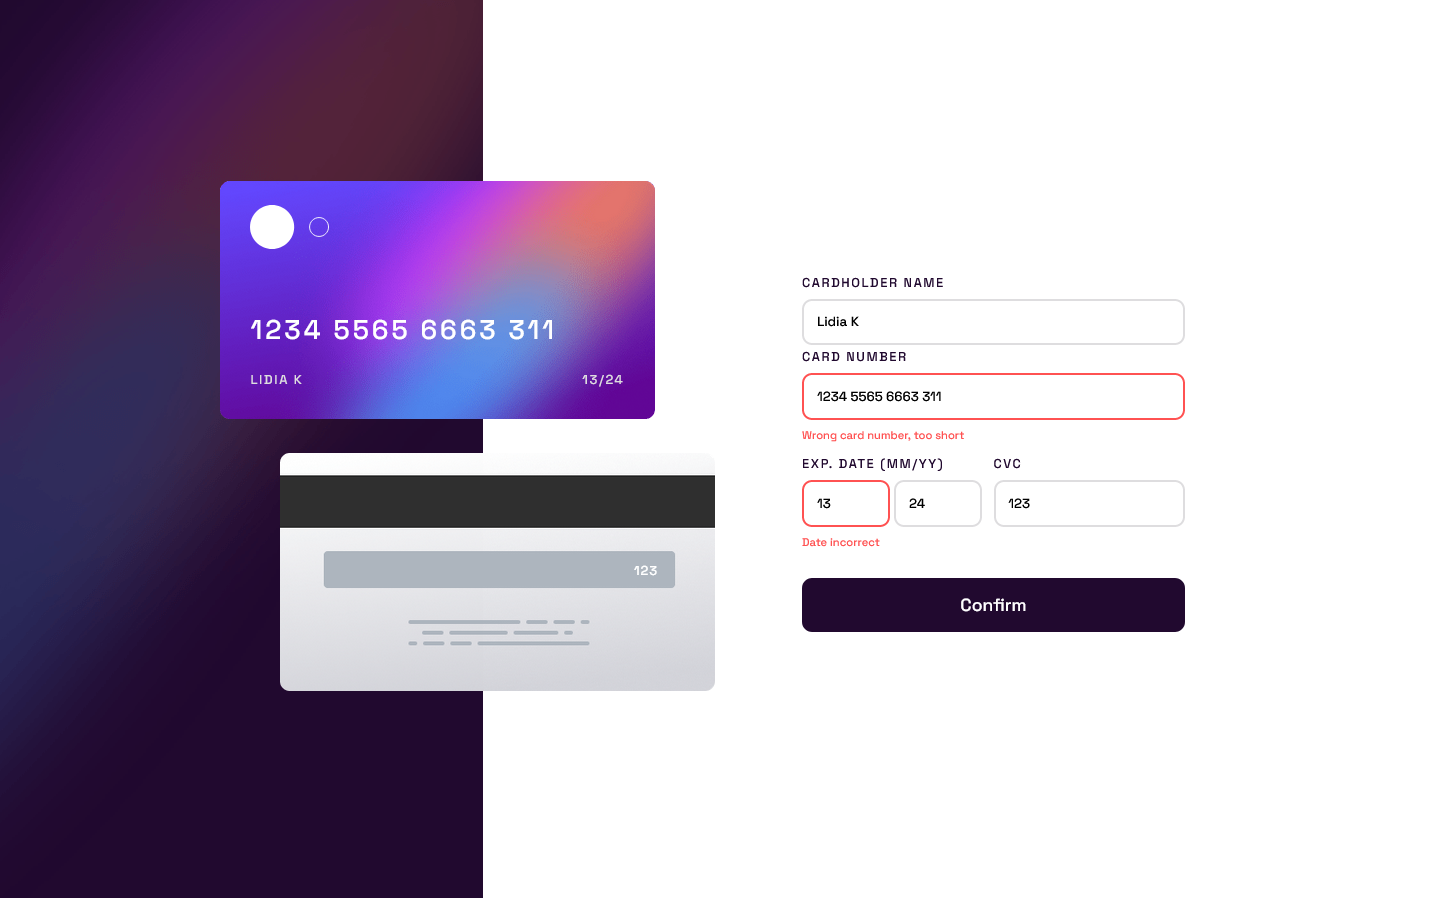 1234 5565 6663 311
LIDIA K 13/24
123
CARDHOLDER NAME
Lidia K
CARD NUMBER
1234 5565 6663 311
Wrong card number, too short
EXP. DATE (MM/YY) CVC
13 24 123
Date incorrect
Confirm